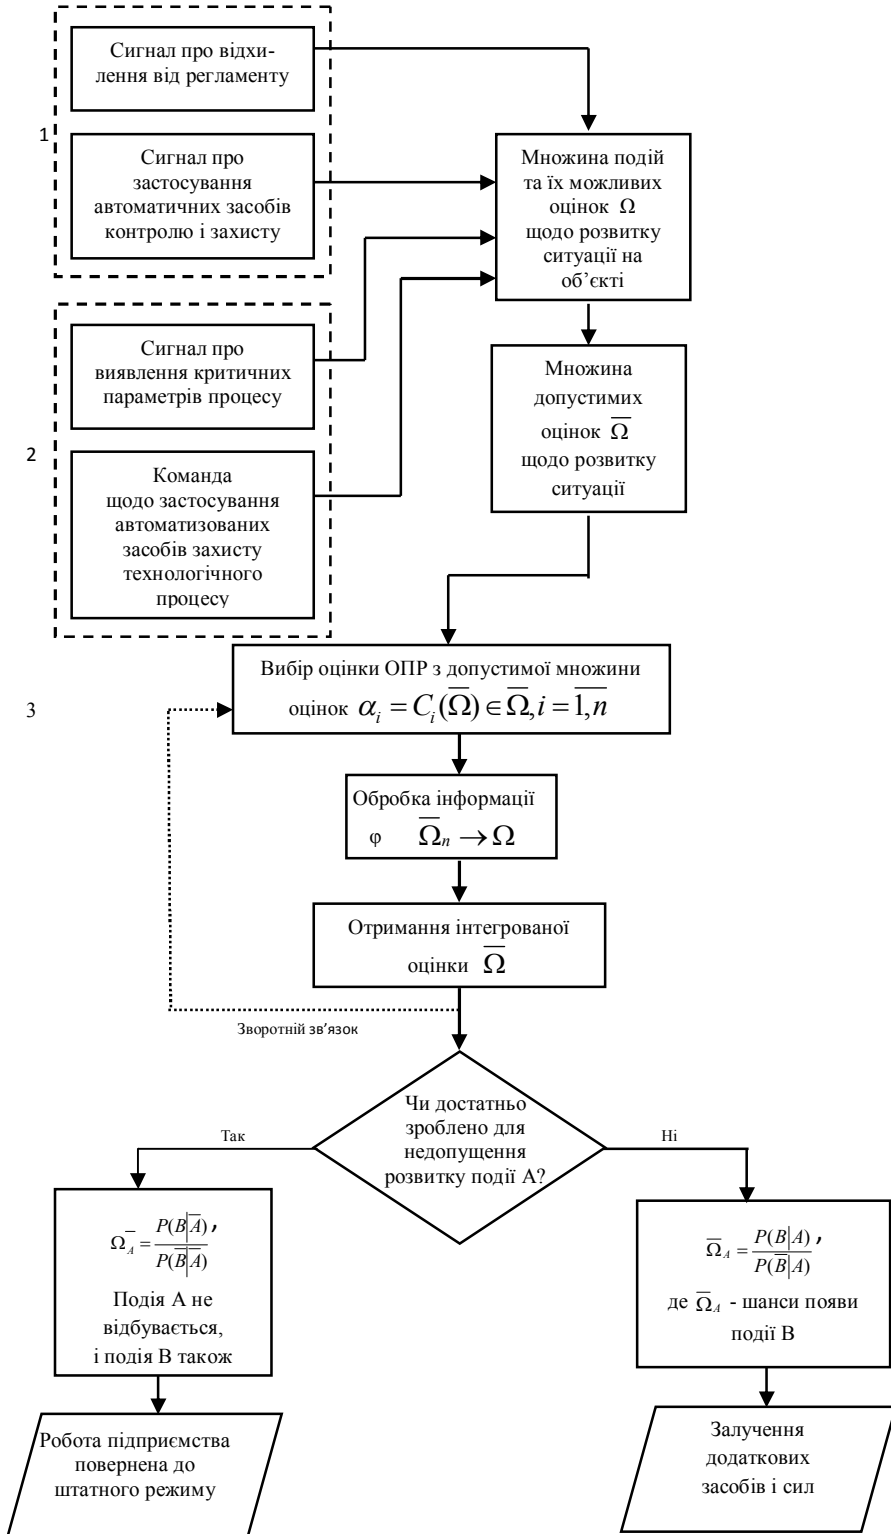 Сигнал про відхи-
лення від регламенту
1
Сигнал про
застосування
автоматичних засобів
контролю і захисту
Множина подій
та їх можливих
оцінок Ω
щодо розвитку
ситуації на
об’єкті
Сигнал про
виявлення критичних
параметрів процесу
2
Команда
щодо застосування
автоматизованих
засобів захисту
технологічного
процесу
Множина
допустимих
оцінок Ω̅
щодо розвитку
ситуації
3
Вибір оцінки ОПР з допустимої множини
оцінок α_i = C_i(Ω̅) ∈ Ω̅, i = 1,n̅
Обробка інформації
φ Ω̅_n → Ω
Отримання інтегрованої
оцінки Ω̅
Зворотній зв’язок
Чи достатньо
зроблено для
недопущення
розвитку події А?
Так
Ні
Ω_A̅ = P(B|A̅) / P(B̅|A̅) ,
Подія А не
відбувається,
і подія В також
Ω̅_A = P(B|A) / P(B̅|A) ,
де Ω̅_A - шанси появи
події В
Робота підприємства
повернена до
штатного режиму
Залучення
додаткових
засобів і сил